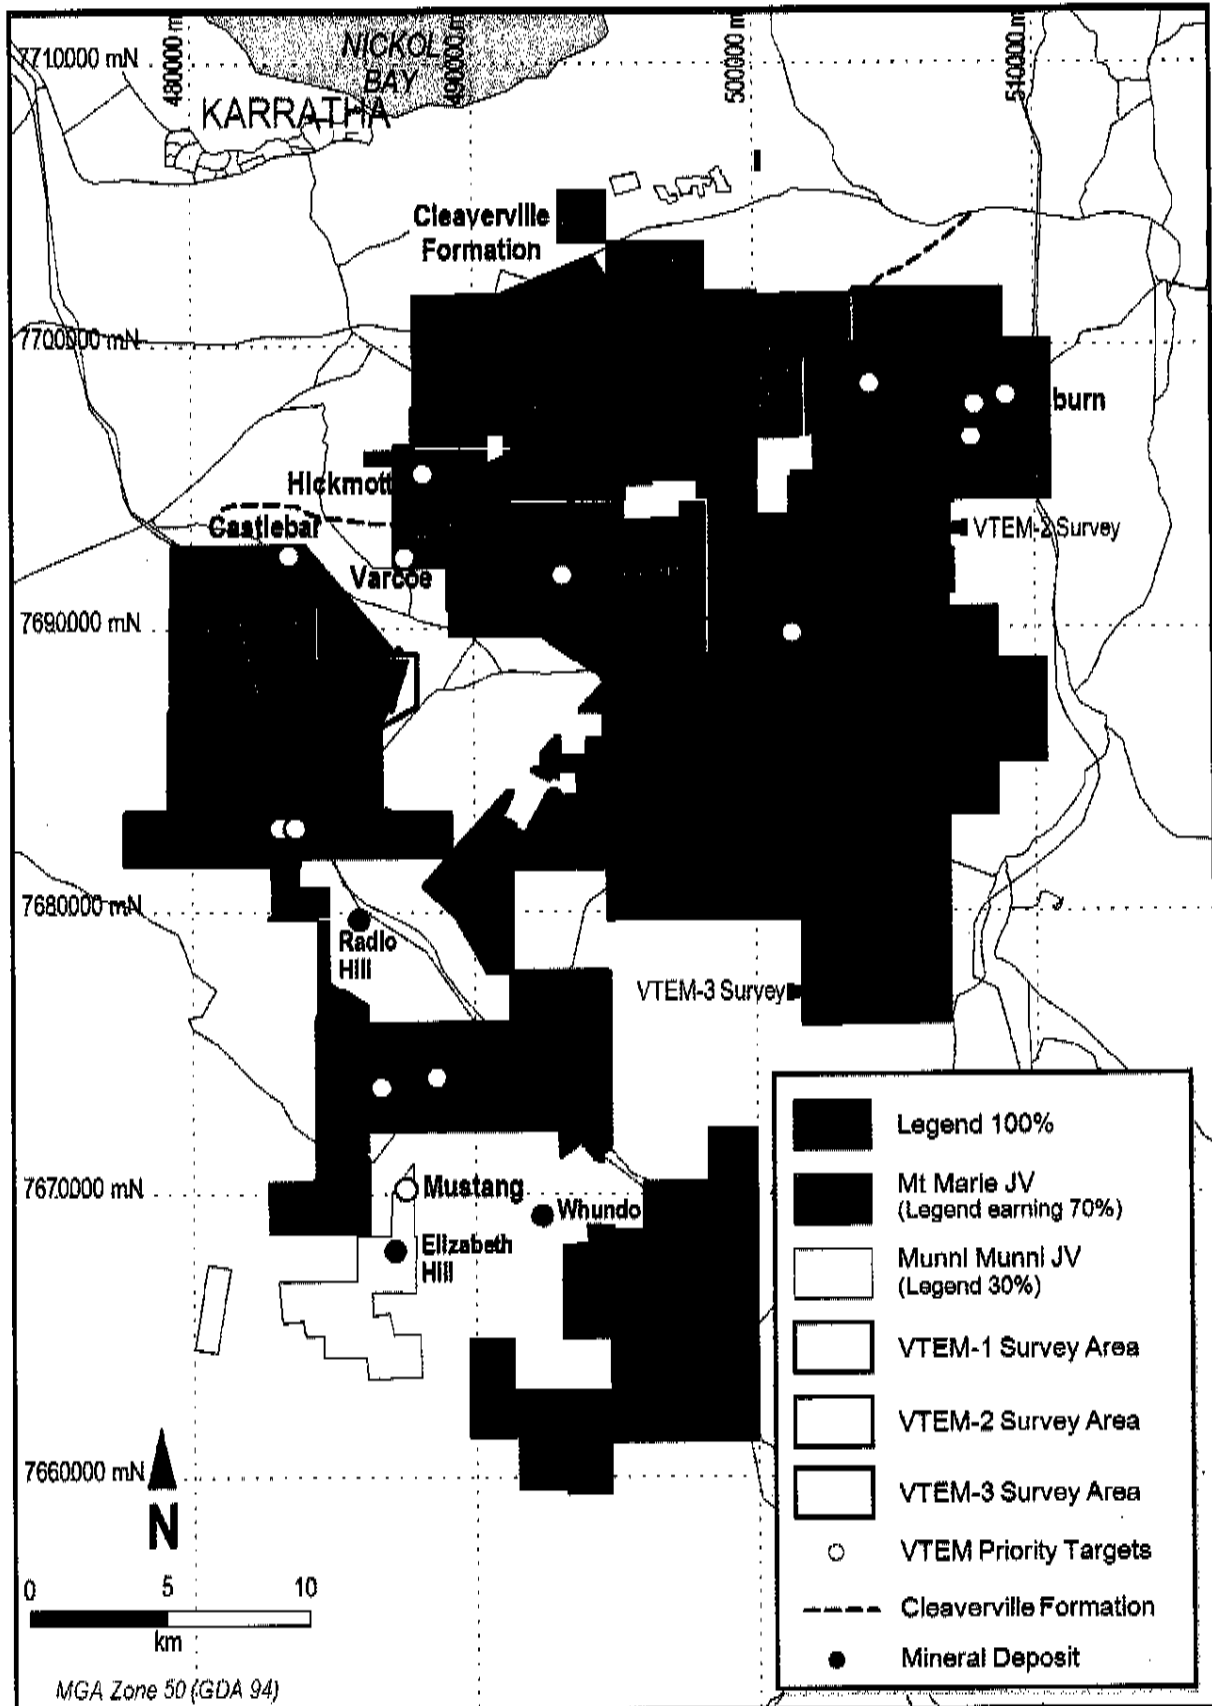 NICKOL
BAY
7710000 mN
480000 m
490000 m
500000 m
510000 m
KARRATHA
Cleaverville
Formation
7700000 mN
burn
Hickmott
Castlebar
VTEM-2 Survey
Varcoe
7690000 mN
7680000 mN
Radio
Hill
VTEM-3 Survey
7670000 mN
Mustang
Whundo
Elizabeth
Hill
7660000 mN
N
0 5 10
km
MGA Zone 50 (GDA 94)
Legend 100%
Mt Marie JV
(Legend earning 70%)
Munni Munni JV
(Legend 30%)
VTEM-1 Survey Area
VTEM-2 Survey Area
VTEM-3 Survey Area
VTEM Priority Targets
Cleaverville Formation
Mineral Deposit